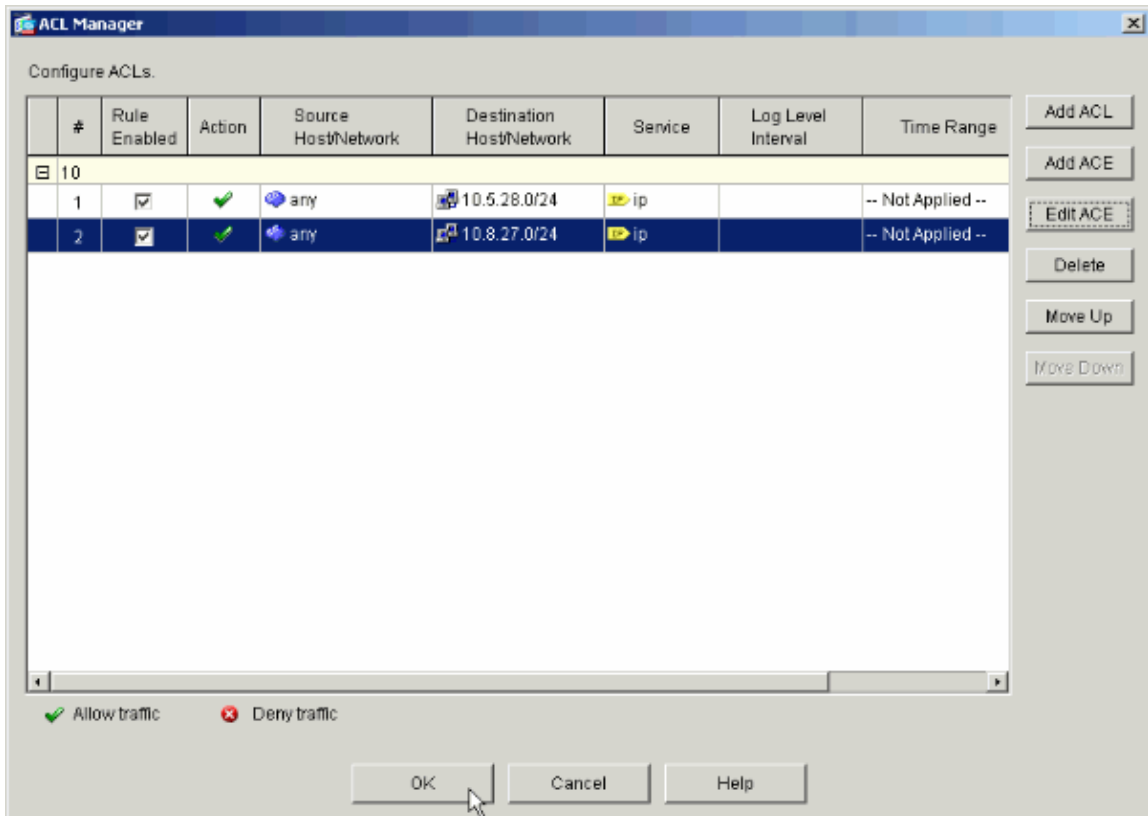 ACL Manager
Configure ACLs.
# Rule Enabled Action Source Host/Network Destination Host/Network Service Log Level Interval Time Range
10
1 any 10.5.28.0/24 IP ip -- Not Applied --
2 any 10.8.27.0/24 IP ip -- Not Applied --
Add ACL
Add ACE
Edit ACE
Delete
Move Up
Move Down
Allow traffic Deny traffic
OK Cancel Help